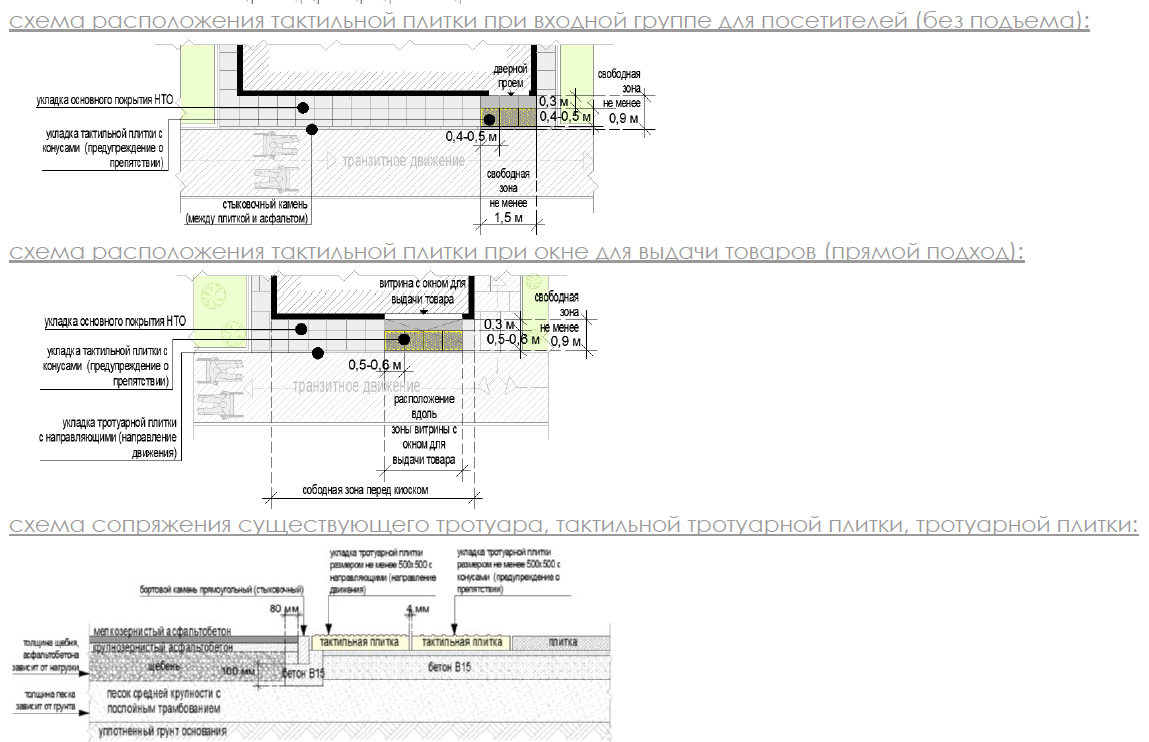 схема расположения тактильной плитки при входной группе для посетителей (без подъема):
дверной
проем
свободная
зона
не менее
0,9 м
0,3 м
0,4-0,5 м
укладка основного покрытия НТО
укладка тактильной плитки с
конусами (предупреждение о
препятствии)
0,4-0,5 м
транзитное движение
свободная
зона
не менее
1,5 м
стыковочный камень
(между плиткой и асфальтом)
схема расположения тактильной плитки при окне для выдачи товаров (прямой подход):
витрина с окном для
выдачи товара
свободная
зона
не менее
0,9 м
0,3 м
0,5-0,6 м
укладка основного покрытия НТО
укладка тактильной плитки с
конусами (предупреждение о
препятствии)
0,5-0,6 м
транзитное движение
укладка тротуарной плитки
с направляющими (направление
движения)
расположение
вдоль
зоны витрины с
окном для
выдачи товара
сободная зона перед киоском
схема сопряжения существующего тротуара, тактильной тротуарной плитки, тротуарной плитки:
укладка тротуарной плитки
размером не менее 500х500 с
направляющими (направление
движения)
укладка тротуарной плитки
размером не менее 500х500 с
конусами (предупреждение о
препятствии)
бортовой камень прямоугольный (стыковочный)
80 мм
4 мм
мелкозернистый асфальтобетон
крупнозернистый асфальтобетон
тактильная плитка
тактильная плитка
плитка
толщина щебня,
асфальтобетона
зависит от нагрузки
щебень
100 мм
бетон В15
бетон В15
толщина песка
зависит от грунта
песок средней крупности с
послойным трамбованием
уплотненный грунт основания